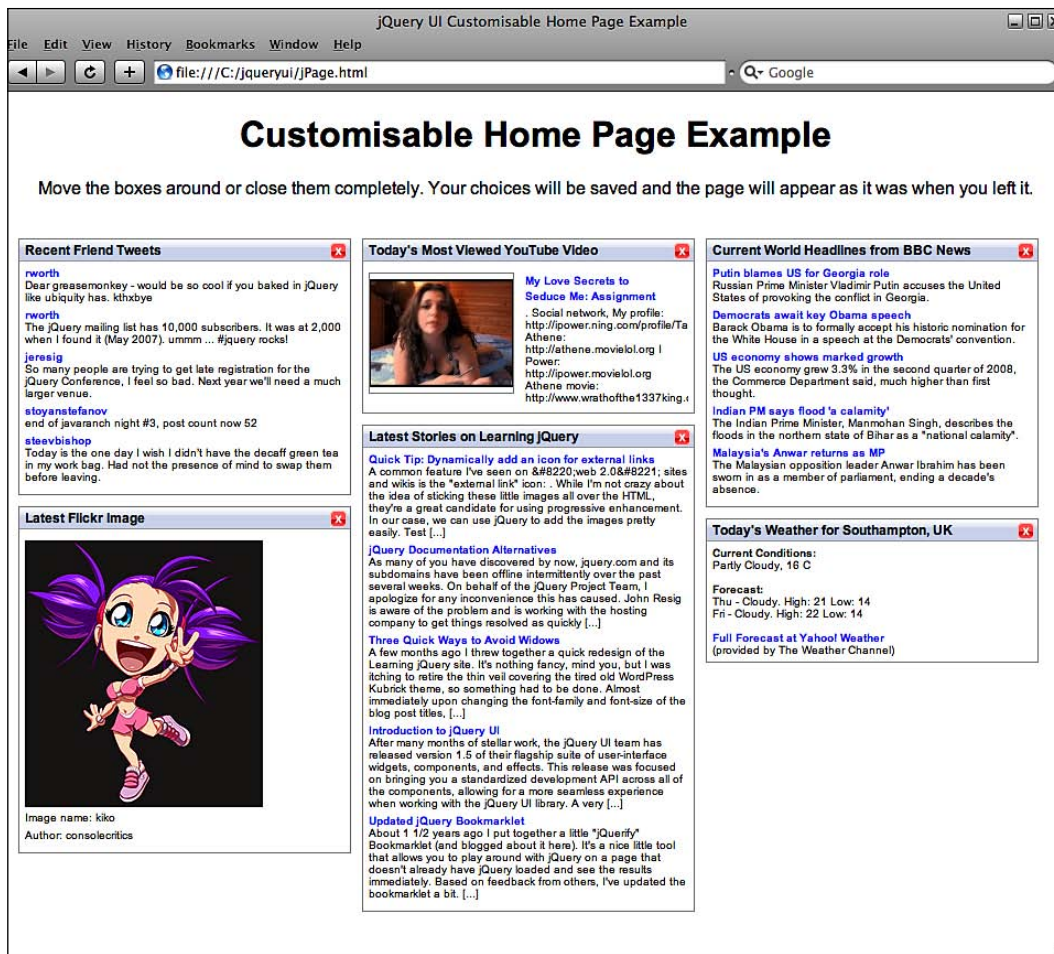 jQuery UI Customisable Home Page Example
File Edit View History Bookmarks Window Help
file:///C:/jqueryui/jPage.html
Google
Customisable Home Page Example
Move the boxes around or close them completely. Your choices will be saved and the page will appear as it was when you left it.
Recent Friend Tweets
rworth
Dear greasemonkey - would be so cool if you baked in jQuery
like ubiquity has. kthxbye
rworth
The jQuery mailing list has 10,000 subscribers. It was at 2,000
when I found it (May 2007). ummm ... #jquery rocks!
jeresig
So many people are trying to get late registration for the
jQuery Conference, I feel so bad. Next year we'll need a much
larger venue.
stoyanstefanov
end of javaranch night #3, post count now 52
steevbishop
Today is the one day I wish I didn't have the decaff green tea
in my work bag. Had not the presence of mind to swap them
before leaving.
Latest Flickr Image
Image name: kiko
Author: consolecritics
Today's Most Viewed YouTube Video
My Love Secrets to
Seduce Me: Assignment
. Social network, My profile:
http://ipower.ning.com/profile/Ta
Athene:
http://athene.movielol.org |
Power:
http://ipower.movielol.org
Athene movie:
http://www.wrathofthe1337king.c
Latest Stories on Learning jQuery
Quick Tip: Dynamically add an icon for external links
A common feature I've seen on &#8220;web 2.0&#8221; sites
and wikis is the "external link" icon: . While I'm not crazy about
the idea of sticking these little images all over the HTML,
they're a great candidate for using progressive enhancement.
In our case, we can use jQuery to add the images pretty
easily. Test [...]
jQuery Documentation Alternatives
As many of you have discovered by now, jquery.com and its
subdomains have been offline intermittently over the past
several weeks. On behalf of the jQuery Project Team, I
apologize for any inconvenience this has caused. John Resig
is aware of the problem and is working with the hosting
company to get things resolved as quickly [...]
Three Quick Ways to Avoid Widows
A few months ago I threw together a quick redesign of the
Learning jQuery site. It's nothing fancy, mind you, but I was
itching to retire the thin veil covering the tired old WordPress
Kubrick theme, so something had to be done. Almost
immediately upon changing the font-family and font-size of the
blog post titles, [...]
Introduction to jQuery UI
After many months of stellar work, the jQuery UI team has
released version 1.5 of their flagship suite of user-interface
widgets, components, and effects. This release was focused
on bringing you a standardized development API across all of
the components, allowing for a more seamless experience
when working with the jQuery UI library. A very [...]
Updated jQuery Bookmarklet
About 1 1/2 years ago I put together a little "jQuerify"
Bookmarklet (and blogged about it here). It's a nice little tool
that allows you to play around with jQuery on a page that
doesn't already have jQuery loaded and see the results
immediately. Based on feedback from others, I've updated the
bookmarklet a bit. [...]
Current World Headlines from BBC News
Putin blames US for Georgia role
Russian Prime Minister Vladimir Putin accuses the United
States of provoking the conflict in Georgia.
Democrats await key Obama speech
Barack Obama is to formally accept his historic nomination for
the White House in a speech at the Democrats' convention.
US economy shows marked growth
The US economy grew 3.3% in the second quarter of 2008,
the Commerce Department said, much higher than first
thought.
Indian PM says flood 'a calamity'
The Indian Prime Minister, Manmohan Singh, describes the
floods in the northern state of Bihar as a "national calamity".
Malaysia's Anwar returns as MP
The Malaysian opposition leader Anwar Ibrahim has been
sworn in as a member of parliament, ending a decade's
absence.
Today's Weather for Southampton, UK
Current Conditions:
Partly Cloudy, 16 C
Forecast:
Thu - Cloudy. High: 21 Low: 14
Fri - Cloudy. High: 22 Low: 14
Full Forecast at Yahoo! Weather
(provided by The Weather Channel)